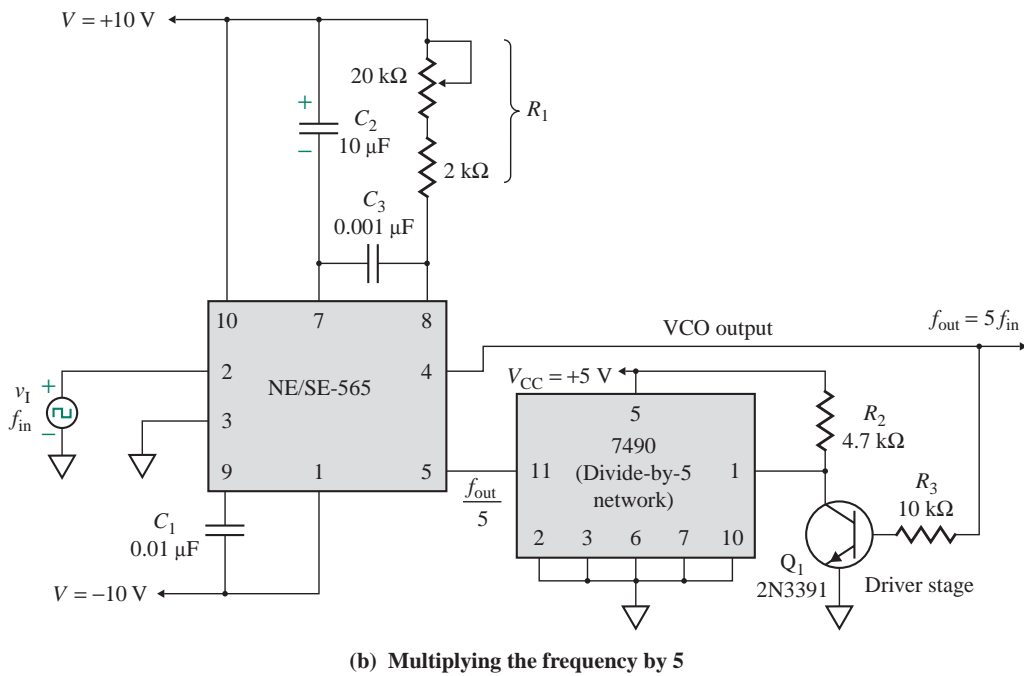 V = +10 V
20 kΩ
R1
+
C2
−
10 μF
2 kΩ
C3
0.001 μF
10
7
8
VCO output
fout = 5fin
2
4
NE/SE-565
VCC = +5 V
+
vI
fin
−
3
5
R2
4.7 kΩ
7490
(Divide-by-5
network)
9
1
5
11
1
fout
5
R3
10 kΩ
C1
0.01 μF
2
3
6
7
10
Q1
2N3391
Driver stage
V = −10 V
(b) Multiplying the frequency by 5